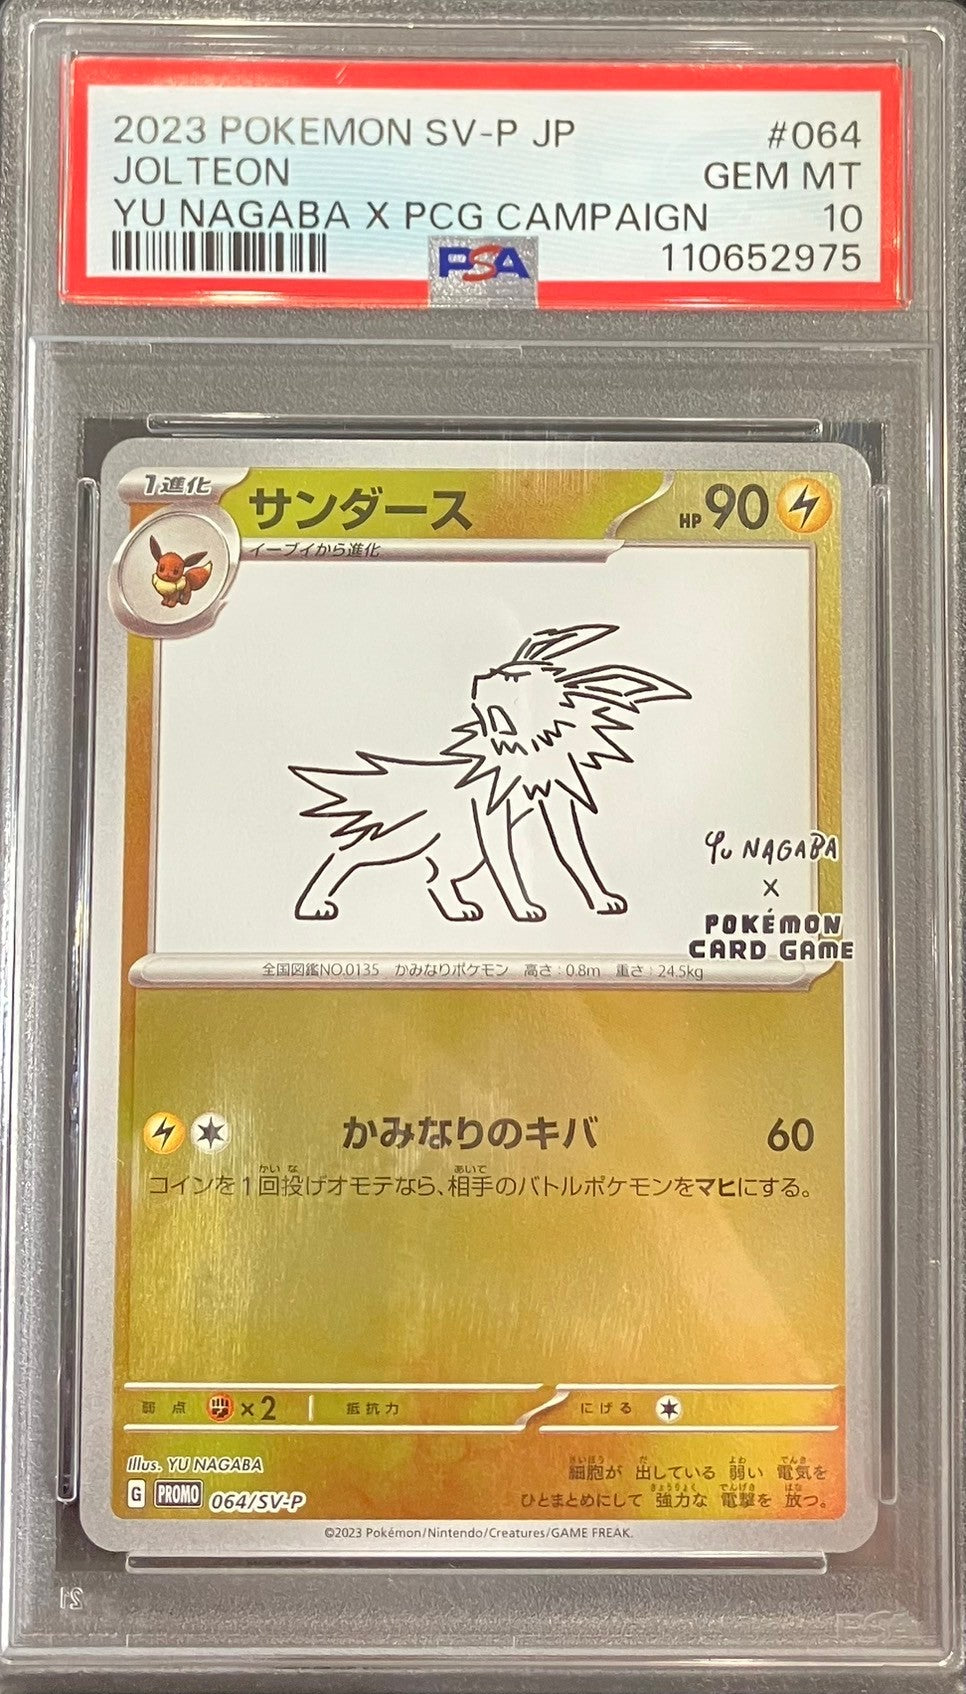 2023 POKEMON SV-P JP #064
JOLTEON GEM MT
YU NAGABA X PCG CAMPAIGN 10
PSA 110652975
1進化 サンダース HP 90
イーブイから進化
Yu NAGABA
X
POKÉMON
CARD GAME
全国図鑑NO.0135 かみなりポケモン 高さ:0.8m 重さ:24.5kg
かみなりのキバ 60
コインを1回投げオモテなら、相手のバトルポケモンをマヒにする。
弱点 ×2 抵抗力 にげる
Illus. YU NAGABA
G PROMO 064/SV-P
細胞が 出している 弱い 電気を
ひとまとめにして 強力な 電撃を 放つ。
©2023 Pokémon/Nintendo/Creatures/GAME FREAK.